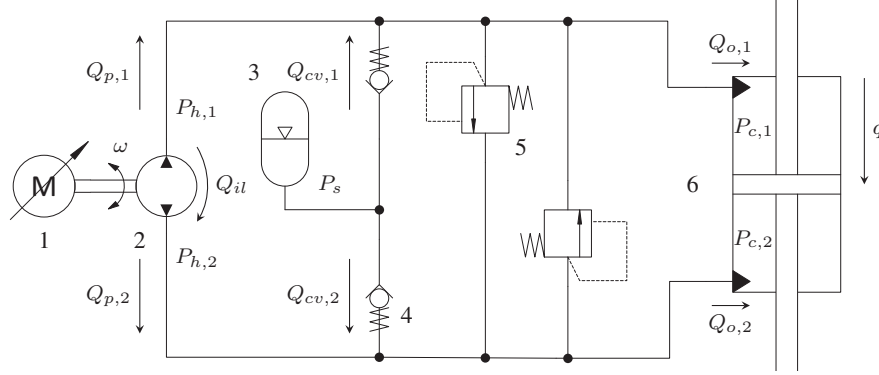 Q_{o,1}
Q_{p,1}
3
Q_{cv,1}
P_{h,1}
P_{c,1}
q
ω
5
M
Q_{il}
P_s
6
1
2
P_{h,2}
P_{c,2}
Q_{p,2}
Q_{cv,2}
4
Q_{o,2}